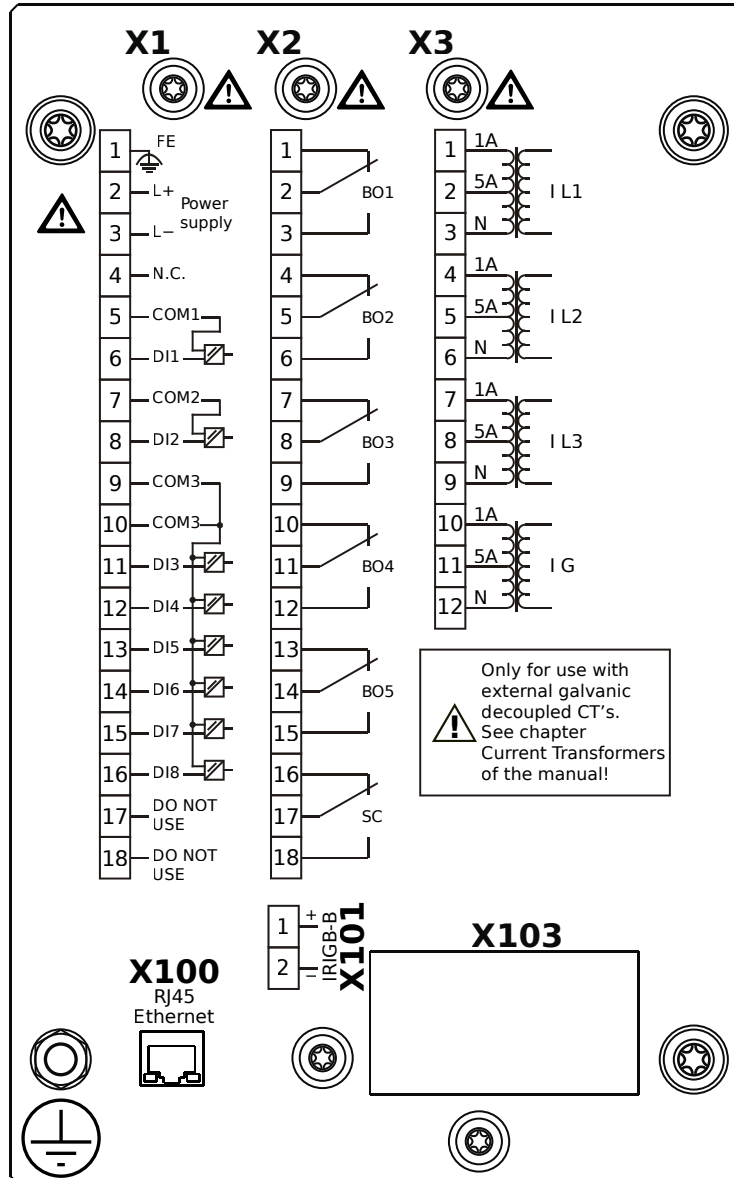 X1 X2 X3
1 FE
2 L+
Power
supply
3 L−
4 N.C.
5 COM1
6 DI1
7 COM2
8 DI2
9 COM3
10 COM3
11 DI3
12 DI4
13 DI5
14 DI6
15 DI7
16 DI8
17 DO NOT
USE
18 DO NOT
USE
1
2 BO1
3
4
5 BO2
6
7
8 BO3
9
10
11 BO4
12
13
14 BO5
15
16
17 SC
18
1 1A
2 5A I L1
3 N
4 1A
5 5A I L2
6 N
7 1A
8 5A I L3
9 N
10 1A
11 5A I G
12 N
Only for use with
external galvanic
decoupled CT’s.
See chapter
Current Transformers
of the manual!
1 +
2 −
IRIGB-B
X101
X103
X100
RJ45
Ethernet